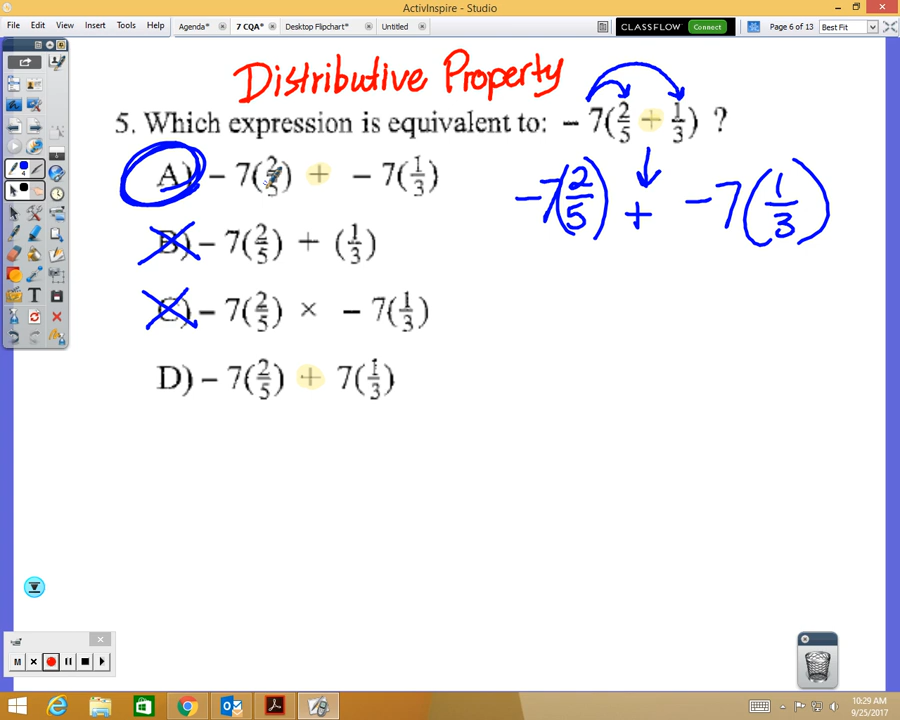 ActivInspire - Studio
File Edit View Insert Tools Help Agenda* 7 CQA* Desktop Flipchart* Untitled CLASSFLOW Connect Page 6 of 13 Best Fit
Distributive Property
5. Which expression is equivalent to: − 7(2/5 + 1/3) ?
A) − 7(2/5) + − 7(1/3)
-7(2/5) + -7(1/3)
B) − 7(2/5) + (1/3)
C) − 7(2/5) × − 7(1/3)
D) − 7(2/5) + 7(1/3)
M
10:29 AM
9/25/2017